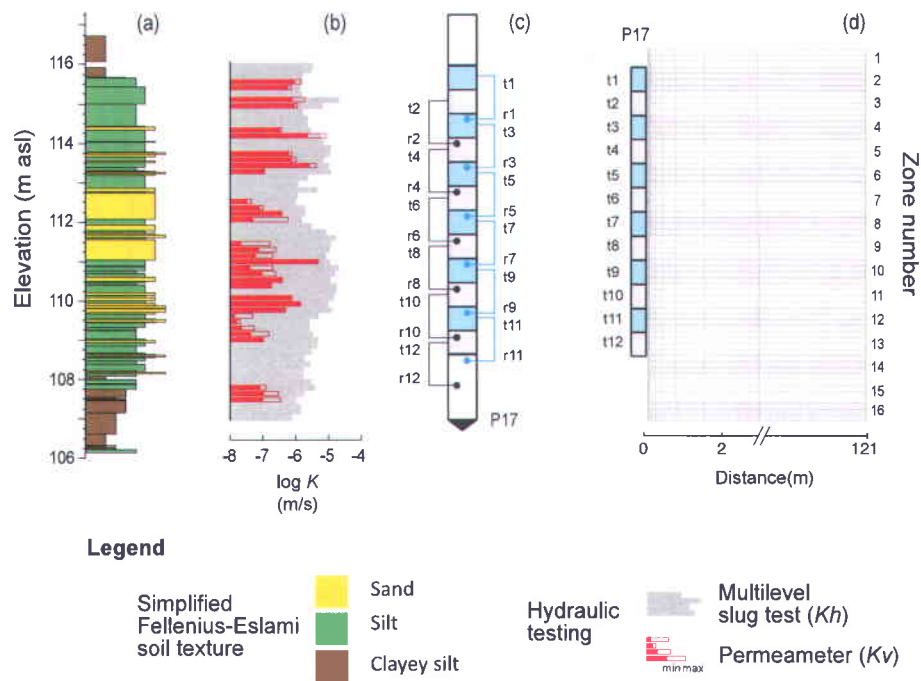 (a)
(b)
(c)
(d)
Elevation (m asl)
116
114
112
110
108
106
-8
-7
-6
-5
-4
log K
(m/s)
t1
t2
r1
t3
r2
t4
r3
t5
r4
t6
r5
t7
r6
t8
r7
t9
r8
t10
r9
t11
r10
t12
r11
r12
P17
P17
t1
t2
t3
t4
t5
t6
t7
t8
t9
t10
t11
t12
1
2
3
4
5
6
7
8
9
10
11
12
13
14
15
16
Zone number
0
2
121
Distance(m)
Legend
Simplified
Fellenius-Eslami
soil texture
Sand
Silt
Clayey silt
Hydraulic
testing
Multilevel
slug test (Kh)
Permeameter (Kv)
min max